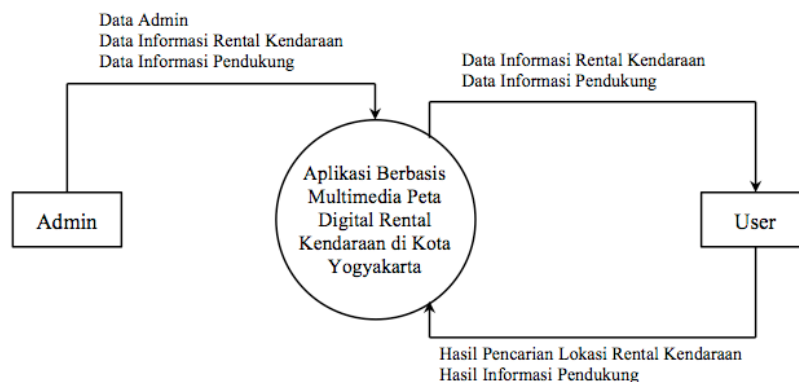 Data Admin
Data Informasi Rental Kendaraan
Data Informasi Pendukung
Data Informasi Rental Kendaraan
Data Informasi Pendukung
Admin
Aplikasi Berbasis
Multimedia Peta
Digital Rental
Kendaraan di Kota
Yogyakarta
User
Hasil Pencarian Lokasi Rental Kendaraan
Hasil Informasi Pendukung